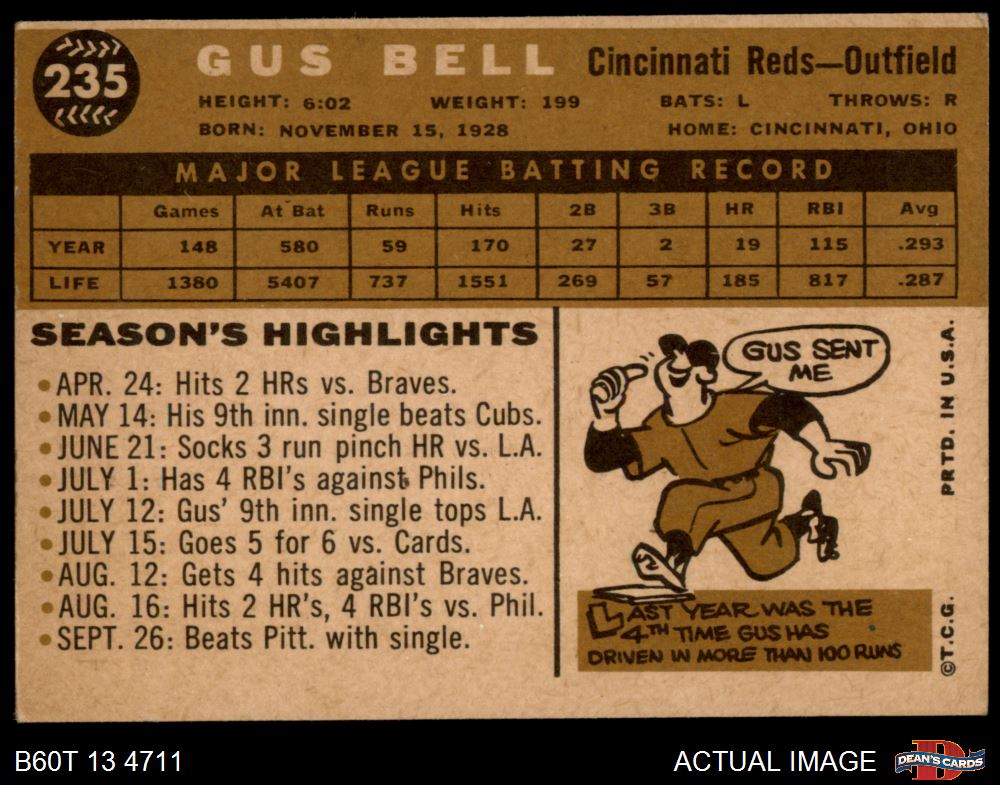 235
GUS BELL Cincinnati Reds—Outfield
HEIGHT: 6:02 WEIGHT: 199 BATS: L THROWS: R
BORN: NOVEMBER 15, 1928 HOME: CINCINNATI, OHIO
MAJOR LEAGUE BATTING RECORD
Games At Bat Runs Hits 2B 3B HR RBI Avg
YEAR 148 580 59 170 27 2 19 115 .293
LIFE 1380 5407 737 1551 269 57 185 817 .287
SEASON'S HIGHLIGHTS
• APR. 24: Hits 2 HRs vs. Braves.
• MAY 14: His 9th inn. single beats Cubs.
• JUNE 21: Socks 3 run pinch HR vs. L.A.
• JULY 1: Has 4 RBI's against Phils.
• JULY 12: Gus' 9th inn. single tops L.A.
• JULY 15: Goes 5 for 6 vs. Cards.
• AUG. 12: Gets 4 hits against Braves.
• AUG. 16: Hits 2 HR's, 4 RBI's vs. Phil.
• SEPT. 26: Beats Pitt. with single.
GUS SENT
ME
LAST YEAR WAS THE
4TH TIME GUS HAS
DRIVEN IN MORE THAN 100 RUNS
©T.C.G. PRTD. IN U.S.A.
B60T 13 4711 ACTUAL IMAGE
DEAN'S CARDS